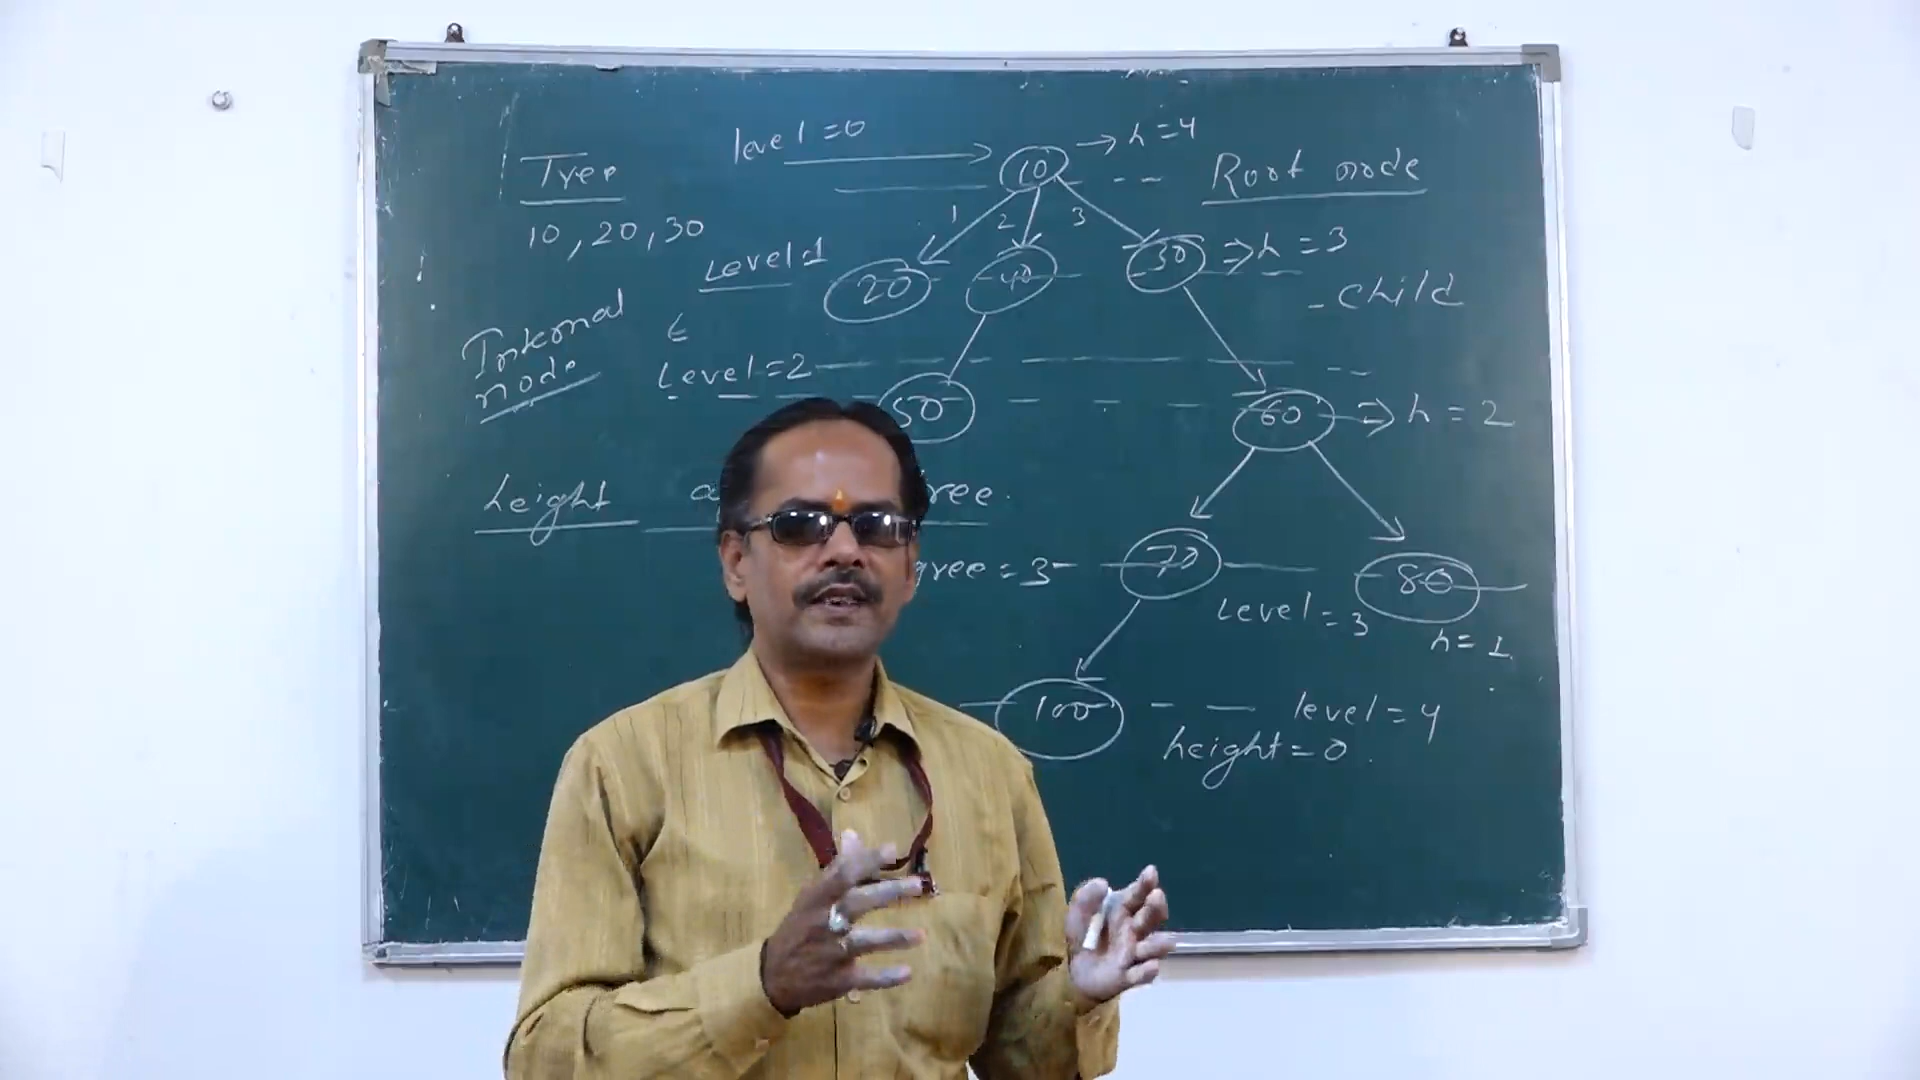 level = 0
10 → h = 4
Tree
Root node
1 2 3
10, 20, 30
Level 1
20 40 30 ⇒ h = 3
- Child
Internal
node
Level = 2
50 60 ⇒ h = 2
height
= 3
70 80
Level = 3
h = 1
100 level = 4
height = 0